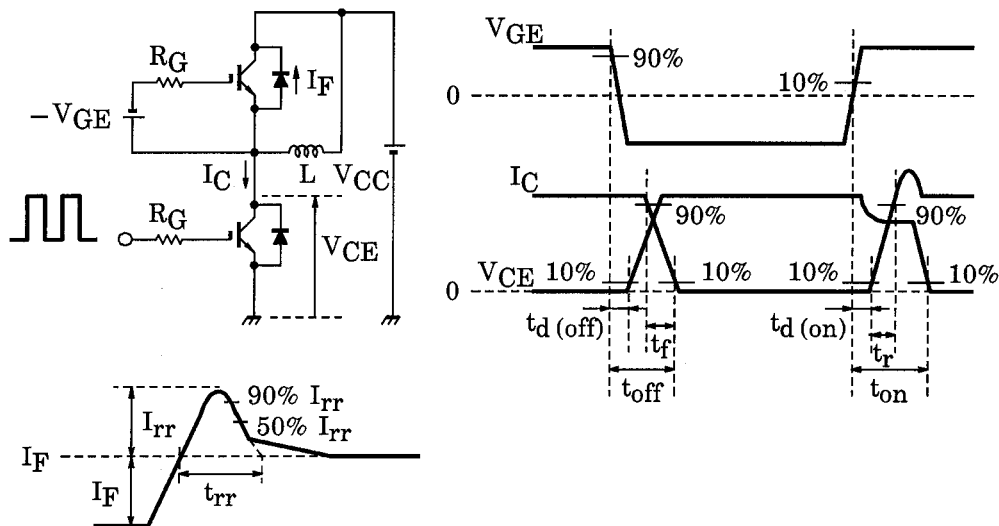 R_G
I_F
−V_GE
I_C
L
V_CC
R_G
V_CE
V_GE
90%
10%
0
I_C
90%
90%
V_CE
10%
10%
10%
10%
0
t_d (off)
t_f
t_d (on)
t_r
t_off
t_on
90% I_rr
50% I_rr
I_rr
I_F
I_F
t_rr